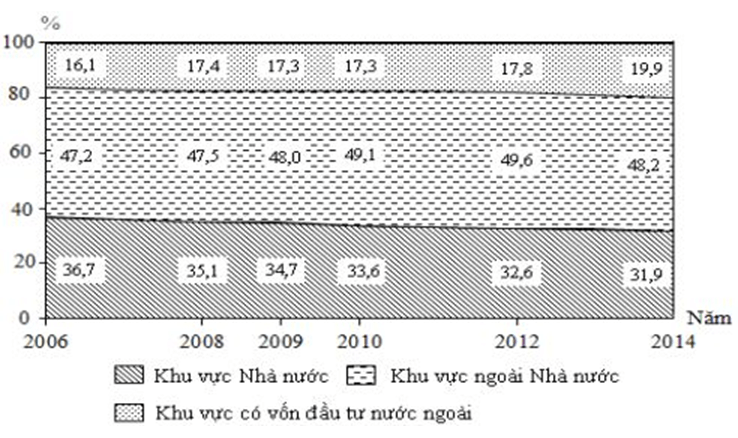 %
100
16,1 17,4 17,3 17,3 17,8 19,9
80
60
47,2 47,5 48,0 49,1 49,6 48,2
40
20
36,7 35,1 34,7 33,6 32,6 31,9
0
Năm
2006 2008 2009 2010 2012 2014
Khu vực Nhà nước Khu vực ngoài Nhà nước
Khu vực có vốn đầu tư nước ngoài